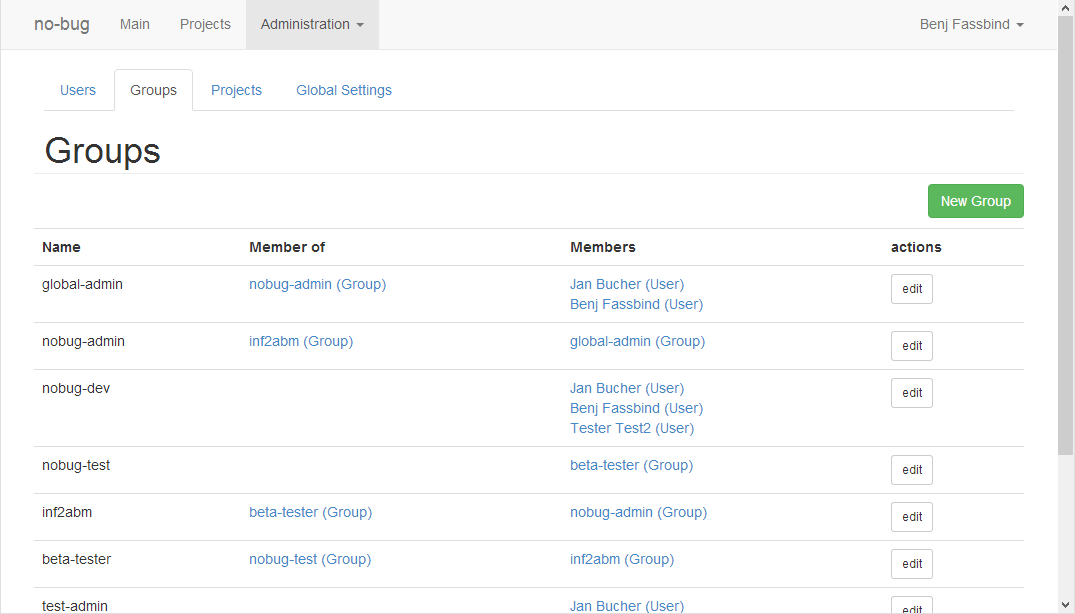 no-bug Main Projects Administration Benj Fassbind
Users Groups Projects Global Settings
Groups
New Group
Name Member of Members actions
global-admin nobug-admin (Group) Jan Bucher (User) edit
Benj Fassbind (User)
nobug-admin inf2abm (Group) global-admin (Group) edit
nobug-dev Jan Bucher (User) edit
Benj Fassbind (User)
Tester Test2 (User)
nobug-test beta-tester (Group) edit
inf2abm beta-tester (Group) nobug-admin (Group) edit
beta-tester nobug-test (Group) inf2abm (Group) edit
test-admin Jan Bucher (User) edit